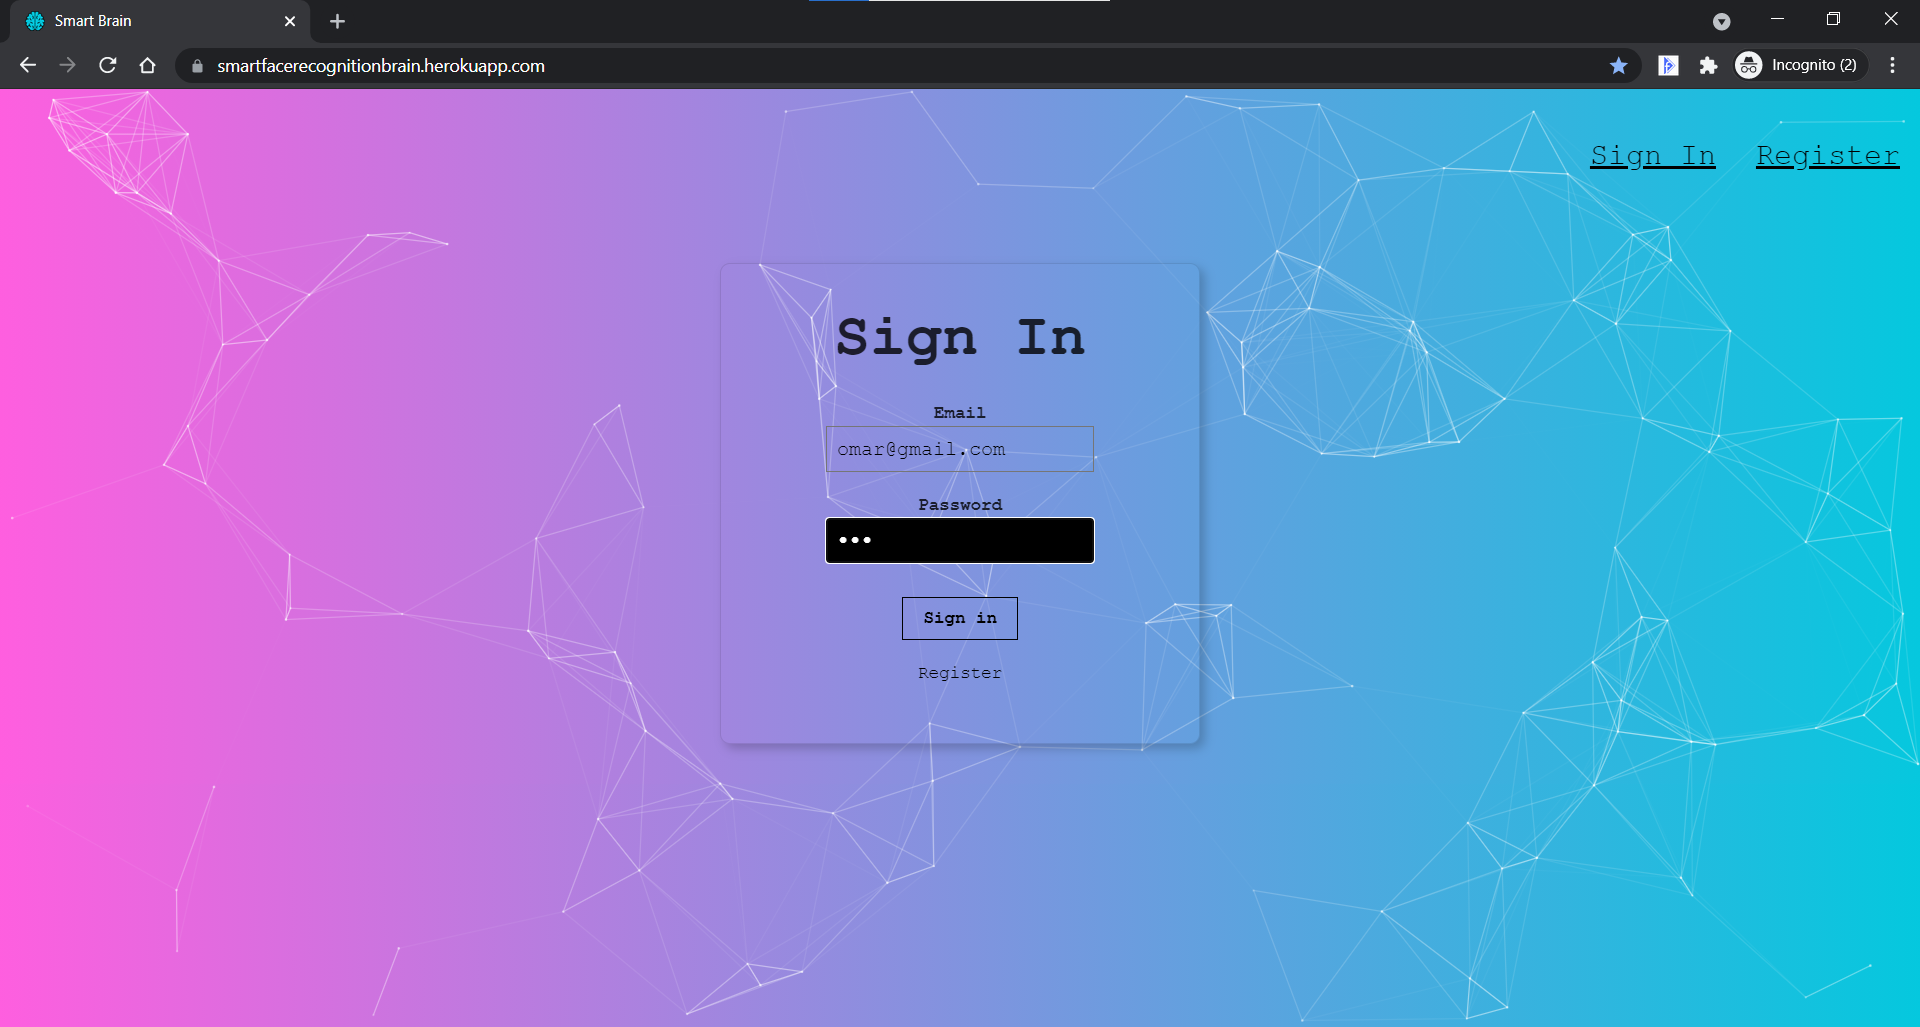 Smart Brain
smartfacerecognitionbrain.herokuapp.com
Incognito (2)
Sign In Register
Sign In
Email
omar@gmail.com
Password
Sign in
Register